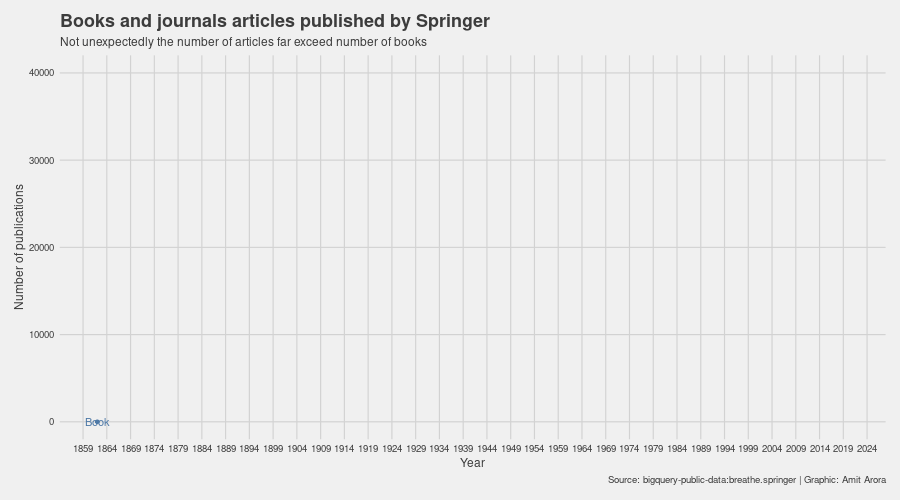 Books and journals articles published by Springer
Not unexpectedly the number of articles far exceed number of books
40000
30000
20000
10000
0
Number of publications
Book
1859 1864 1869 1874 1879 1884 1889 1894 1899 1904 1909 1914 1919 1924 1929 1934 1939 1944 1949 1954 1959 1964 1969 1974 1979 1984 1989 1994 1999 2004 2009 2014 2019 2024
Year
Source: bigquery-public-data:breathe.springer | Graphic: Amit Arora